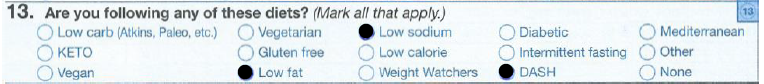 13. Are you following any of these diets? (Mark all that apply.)
13
Low carb (Atkins, Paleo, etc.) Vegetarian Low sodium Diabetic Mediterranean
KETO Gluten free Low calorie Intermittent fasting Other
Vegan Low fat Weight Watchers DASH None